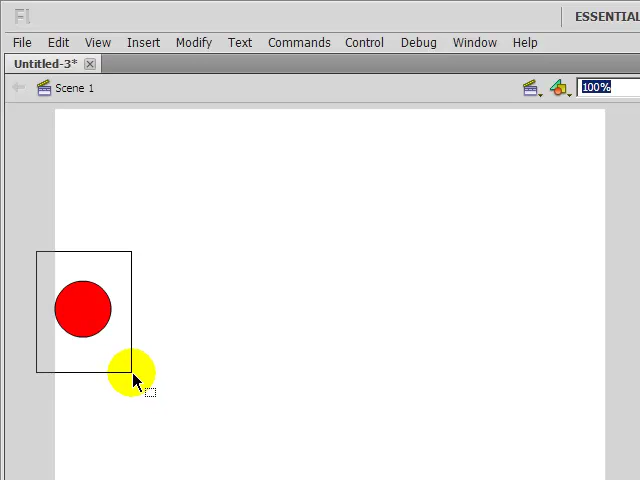 Fl
ESSENTIAL
File Edit View Insert Modify Text Commands Control Debug Window Help
Untitled-3*
Scene 1
100%